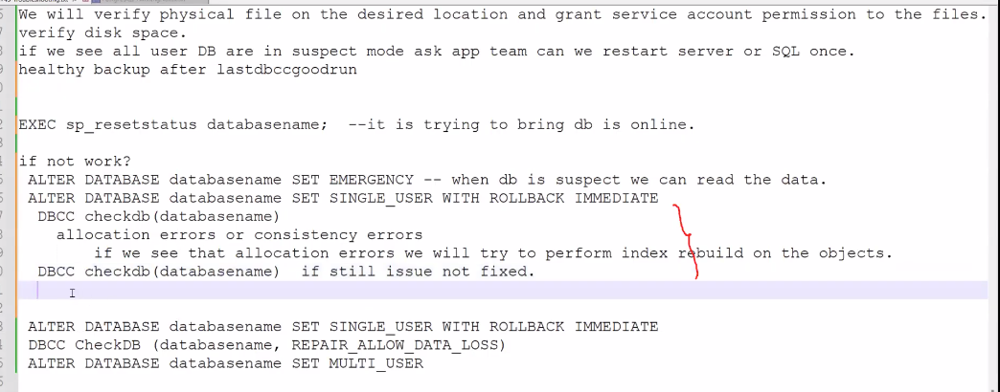 We will verify physical file on the desired location and grant service account permission to the files.
verify disk space.
if we see all user DB are in suspect mode ask app team can we restart server or SQL once.
healthy backup after lastdbccgoodrun
EXEC sp_resetstatus databasename;  --it is trying to bring db is online.
if not work?
ALTER DATABASE databasename SET EMERGENCY -- when db is suspect we can read the data.
ALTER DATABASE databasename SET SINGLE_USER WITH ROLLBACK IMMEDIATE
DBCC checkdb(databasename)
allocation errors or consistency errors
if we see that allocation errors we will try to perform index rebuild on the objects.
DBCC checkdb(databasename)  if still issue not fixed.
ALTER DATABASE databasename SET SINGLE_USER WITH ROLLBACK IMMEDIATE
DBCC CheckDB (databasename, REPAIR_ALLOW_DATA_LOSS)
ALTER DATABASE databasename SET MULTI_USER